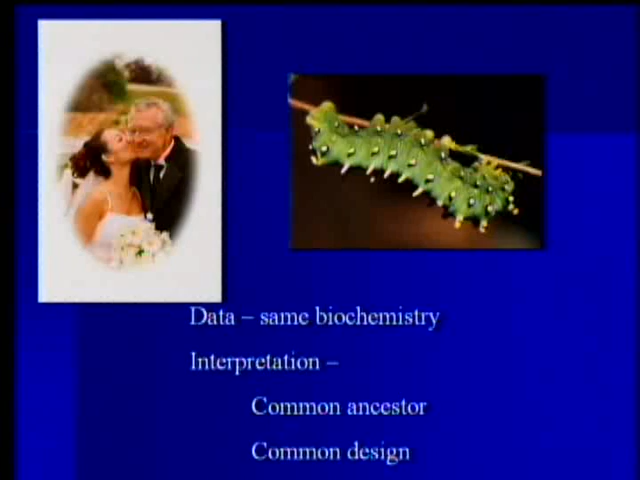 Data – same biochemistry
Interpretation –
Common ancestor
Common design